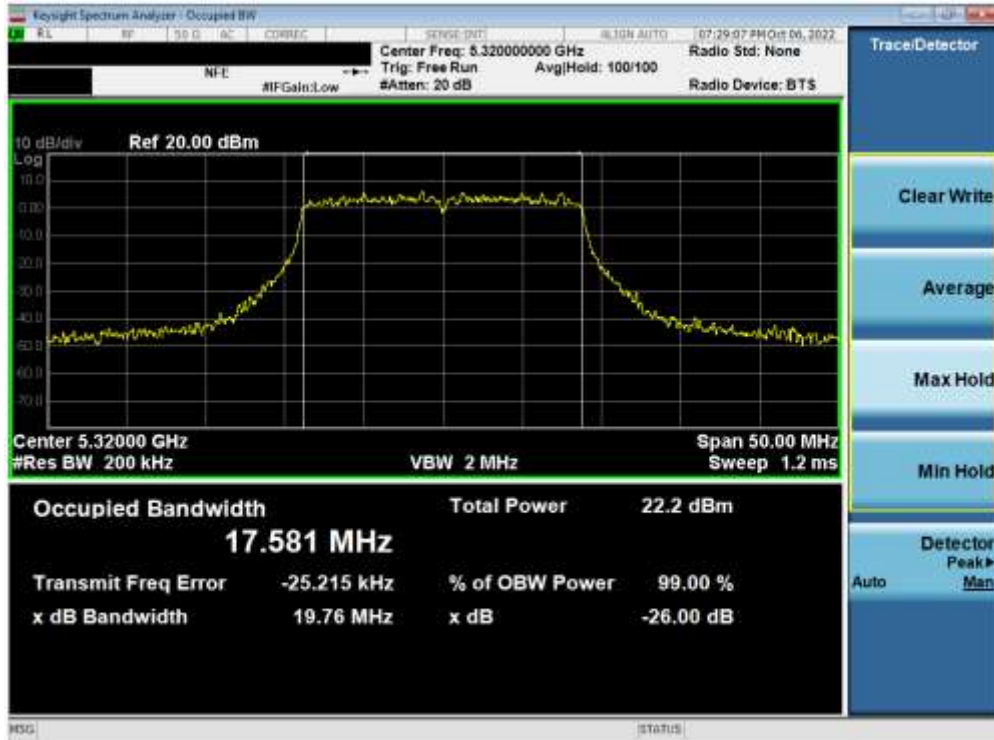 Keysight Spectrum Analyzer - Occupied BW
RL RF 50 Ω AC CORREC SENSE:INT ALIGN AUTO 07:29:07 PM Oct 06, 2022
Center Freq: 5.320000000 GHz Radio Std: None
NFE Trig: Free Run Avg|Hold: 100/100
#IFGain:Low #Atten: 20 dB Radio Device: BTS
10 dB/div Ref 20.00 dBm
Log
10.0
0.00
-10.0
-20.0
-30.0
-40.0
-50.0
-60.0
-70.0
Center 5.32000 GHz Span 50.00 MHz
#Res BW 200 kHz VBW 2 MHz Sweep 1.2 ms
Occupied Bandwidth Total Power 22.2 dBm
17.581 MHz
Transmit Freq Error -25.215 kHz % of OBW Power 99.00 %
x dB Bandwidth 19.76 MHz x dB -26.00 dB
MSG STATUS
Trace/Detector
Clear Write
Average
Max Hold
Min Hold
Detector
Peak▶
Auto Man